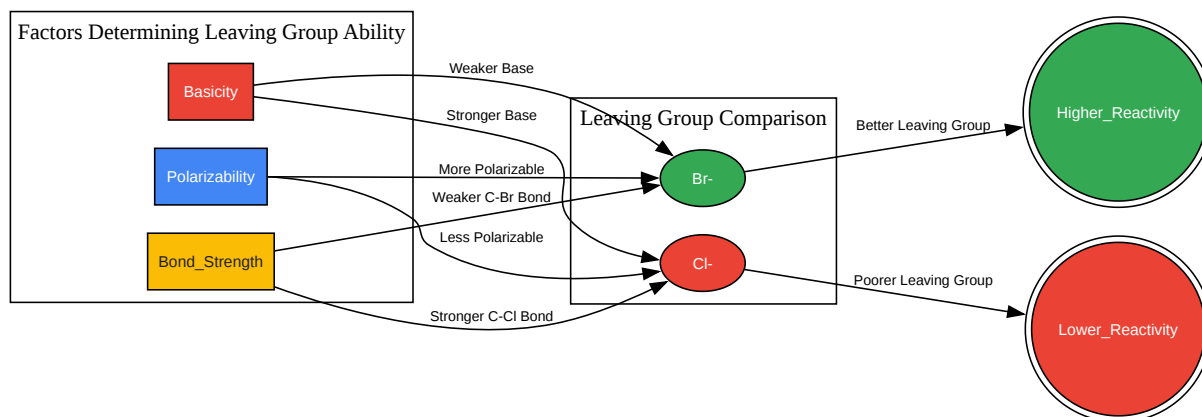 Factors Determining Leaving Group Ability
Basicity
Polarizability
Bond_Strength
Weaker Base
Stronger Base
More Polarizable
Weaker C-Br Bond
Less Polarizable
Stronger C-Cl Bond
Leaving Group Comparison
Br-
Cl-
Better Leaving Group
Poorer Leaving Group
Higher_Reactivity
Lower_Reactivity